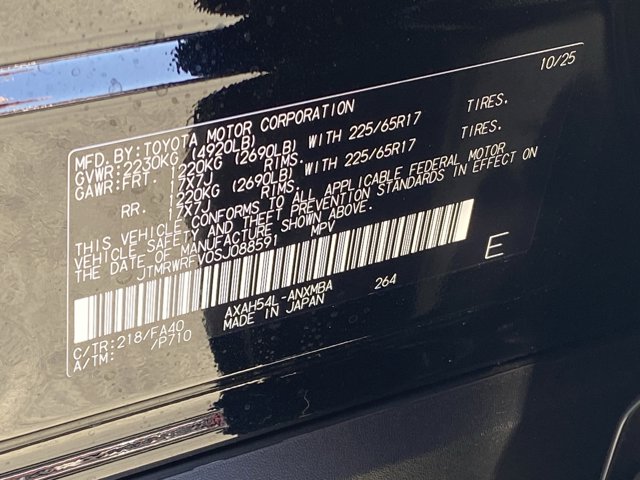 10/25
MFD.BY:TOYOTA MOTOR CORPORATION
GVWR:2230KG (4920LB)
GAWR:FRT. 1220KG (2690LB) WITH 225/65R17 TIRES.
17X7J RIMS.
RR. 1220KG (2690LB) WITH 225/65R17 TIRES.
17X7J RIMS.
THIS VEHICLE CONFORMS TO ALL APPLICABLE FEDERAL MOTOR
VEHICLE SAFETY AND THEFT PREVENTION STANDARDS IN EFFECT ON
THE DATE OF MANUFACTURE SHOWN ABOVE.
JTMRWRFV0SJ088591 MPV
E
C/TR:218/FA40 AXAH54L-ANXMBA 264
A/TM: /P710 MADE IN JAPAN